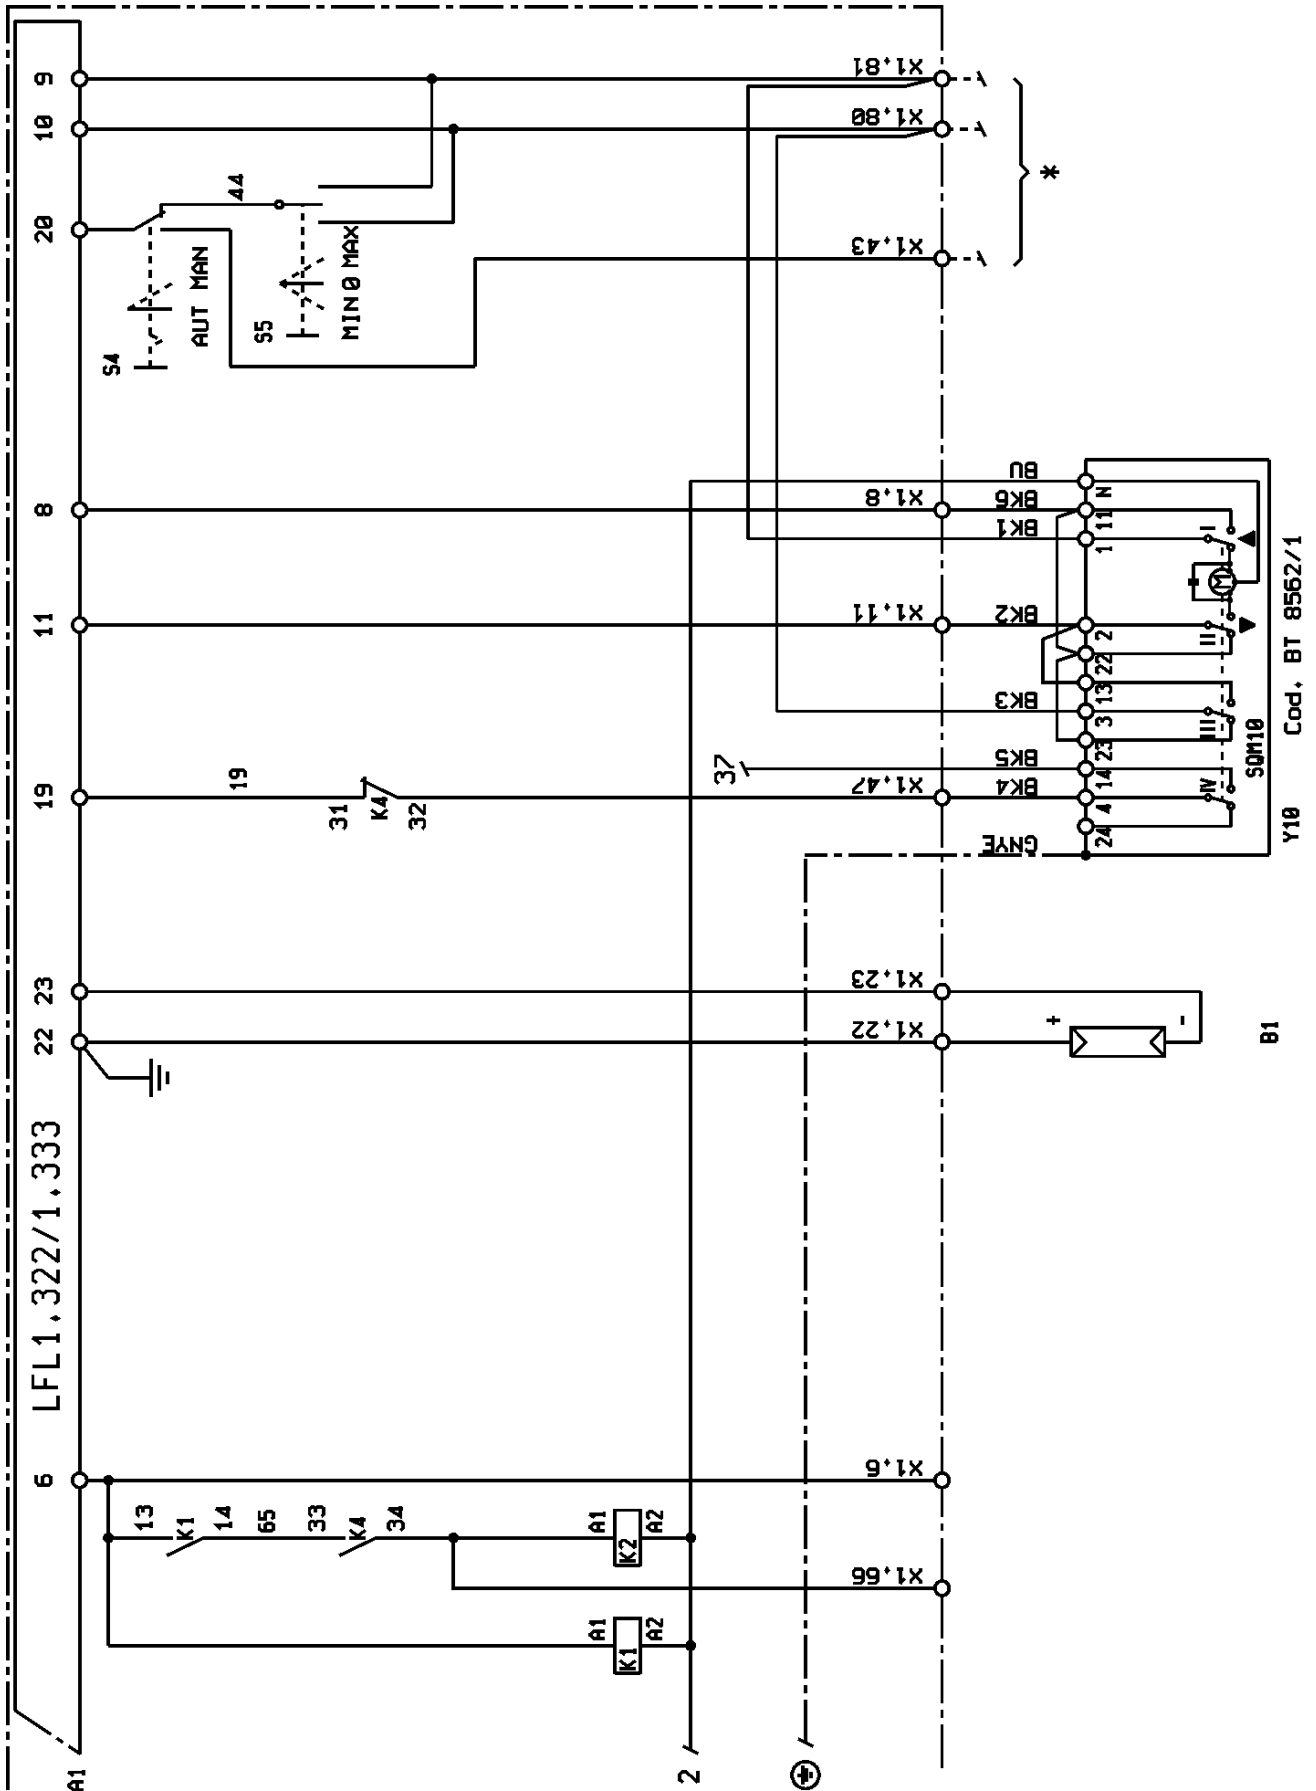 A1
LFL1.322/1.333
6
22
23
19
11
8
20
10
9
13
K1
14
65
33
K4
34
A1
K2
A2
A1
K1
A2
2
31
K4
32
19
37
S4
AUT MAN
44
S5
MIN 0 MAX
X1.66
X1.6
X1.22
X1.23
X1.47
X1.11
X1.8
X1.43
X1.80
X1.81
*
GNYE
BK4
BK5
BK3
BK2
BK1
BK6
BU
24
4
14
23
3
13
22
2
1
11
N
IV
III
II
I
M
SQM10
+
-
B1
Y10
Cod. BT 8562/1